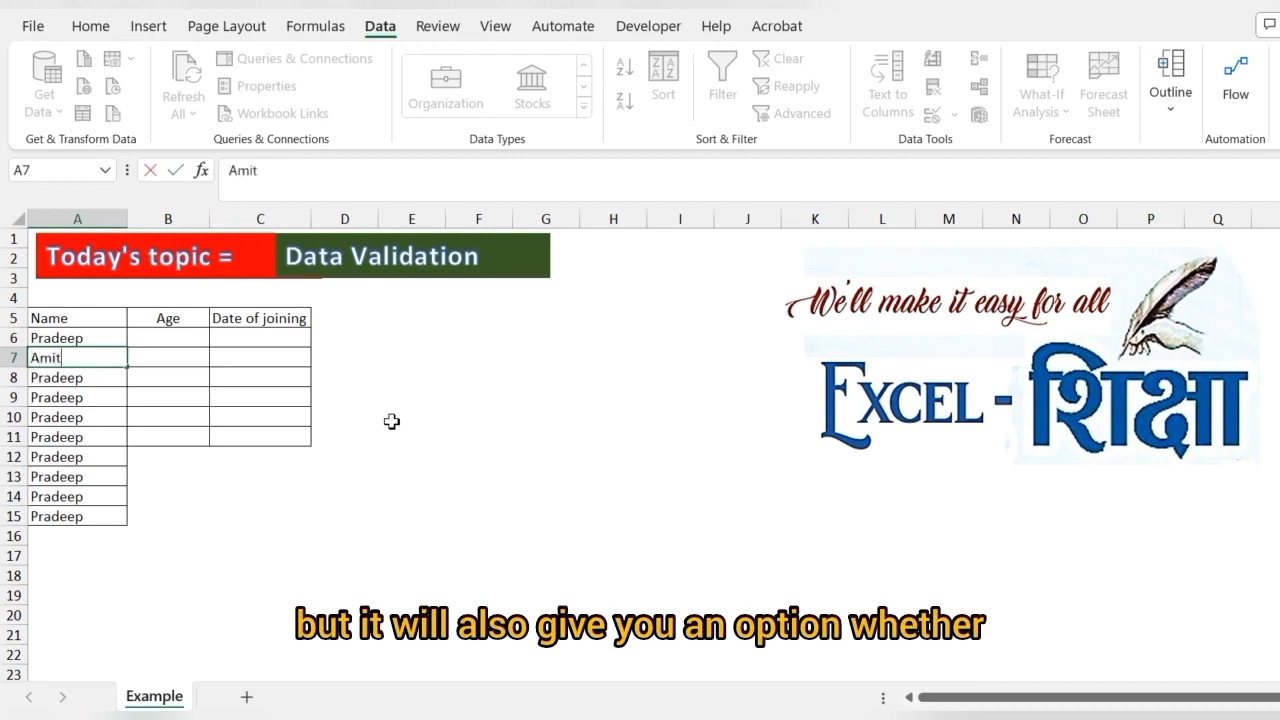 File Home Insert Page Layout Formulas Data Review View Automate Developer Help Acrobat
Get Data
Refresh All
Queries & Connections
Properties
Workbook Links
Organization Stocks
Sort
Filter
Clear
Reapply
Advanced
Text to Columns
What-If Analysis
Forecast Sheet
Outline
Flow
Get & Transform Data Queries & Connections Data Types Sort & Filter Data Tools Forecast Automation
A7 fx Amit
A B C D E F G H I J K L M N O P Q
1
2 Today's topic = Data Validation
3
4
5 Name Age Date of joining
6 Pradeep
7 Amit
8 Pradeep
9 Pradeep
10 Pradeep
11 Pradeep
12 Pradeep
13 Pradeep
14 Pradeep
15 Pradeep
16
17
18
19
20
21
22
23
We'll make it easy for all
Excel - शिक्षा
but it will also give you an option whether
Example